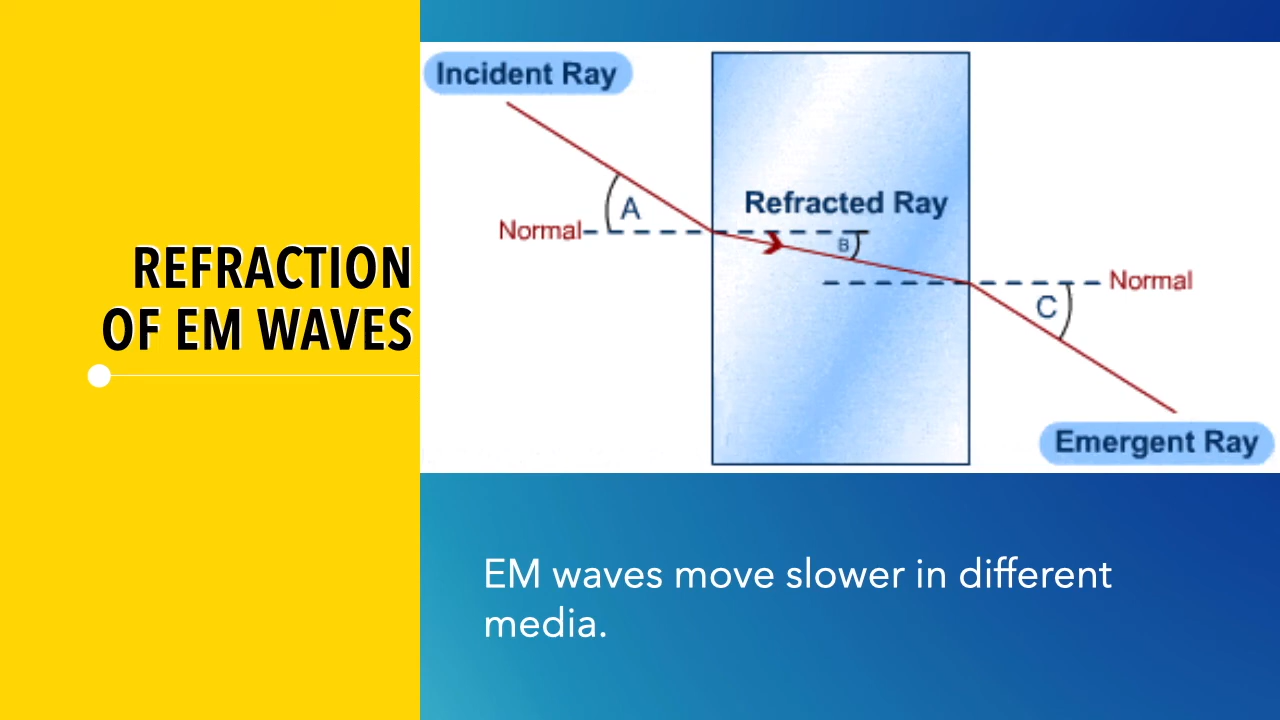 REFRACTION
OF EM WAVES
Incident Ray
A
Normal
Refracted Ray
B
Normal
C
Emergent Ray
EM waves move slower in different
media.